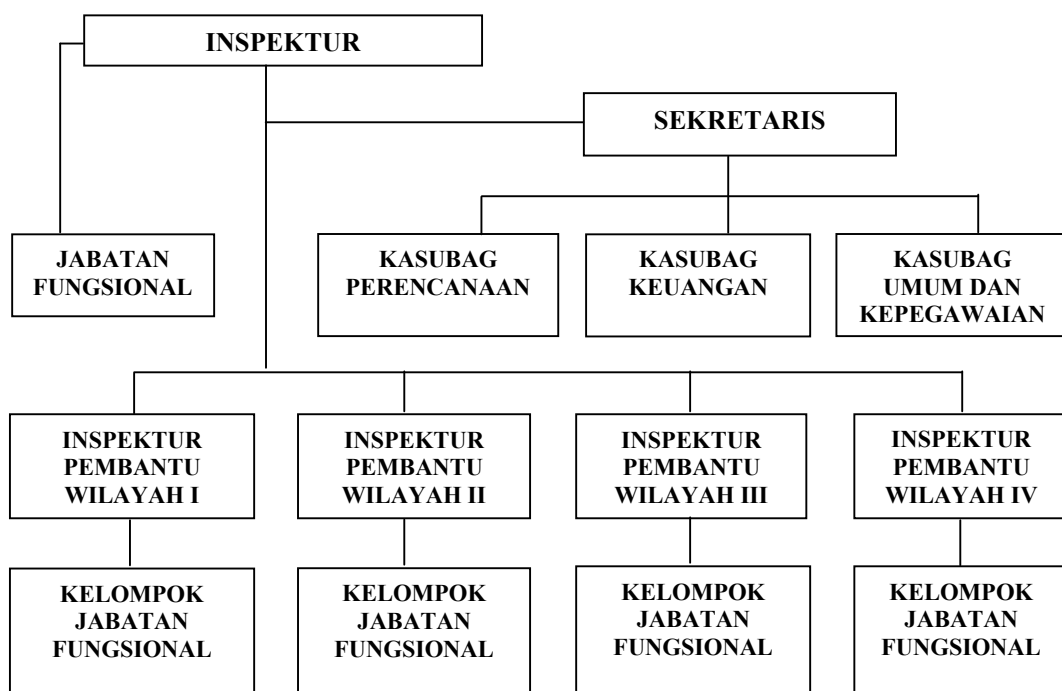 INSPEKTUR
SEKRETARIS
JABATAN
FUNGSIONAL
KASUBAG
PERENCANAAN
KASUBAG
KEUANGAN
KASUBAG
UMUM DAN
KEPEGAWAIAN
INSPEKTUR
PEMBANTU
WILAYAH I
INSPEKTUR
PEMBANTU
WILAYAH II
INSPEKTUR
PEMBANTU
WILAYAH III
INSPEKTUR
PEMBANTU
WILAYAH IV
KELOMPOK
JABATAN
FUNGSIONAL
KELOMPOK
JABATAN
FUNGSIONAL
KELOMPOK
JABATAN
FUNGSIONAL
KELOMPOK
JABATAN
FUNGSIONAL